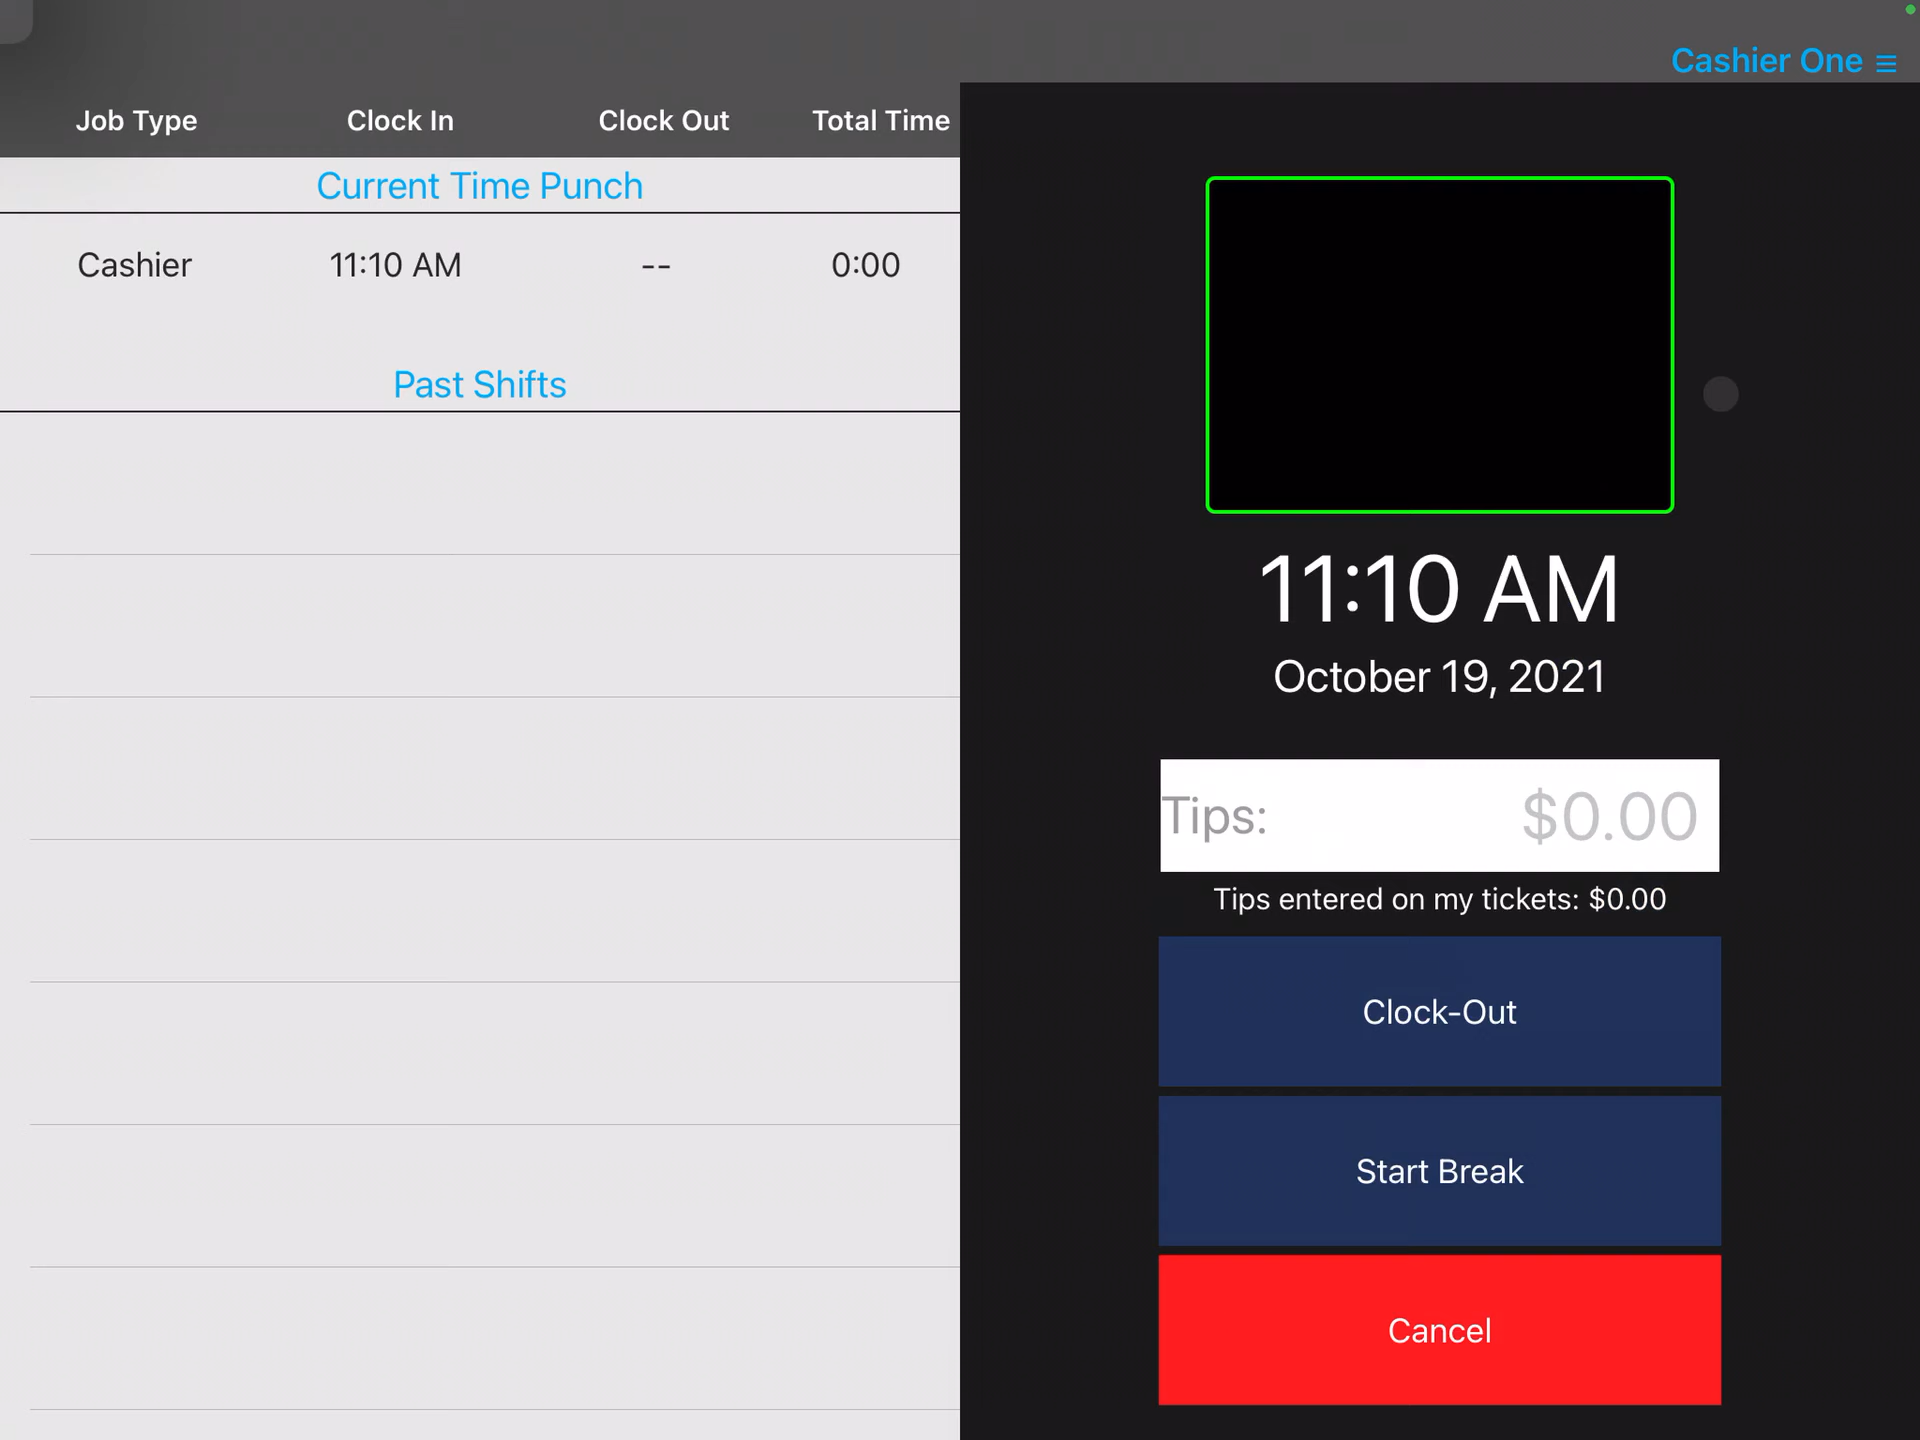 Cashier One
Job Type Clock In Clock Out Total Time
Current Time Punch
Cashier 11:10 AM -- 0:00
Past Shifts
11:10 AM
October 19, 2021
Tips: $0.00
Tips entered on my tickets: $0.00
Clock-Out
Start Break
Cancel